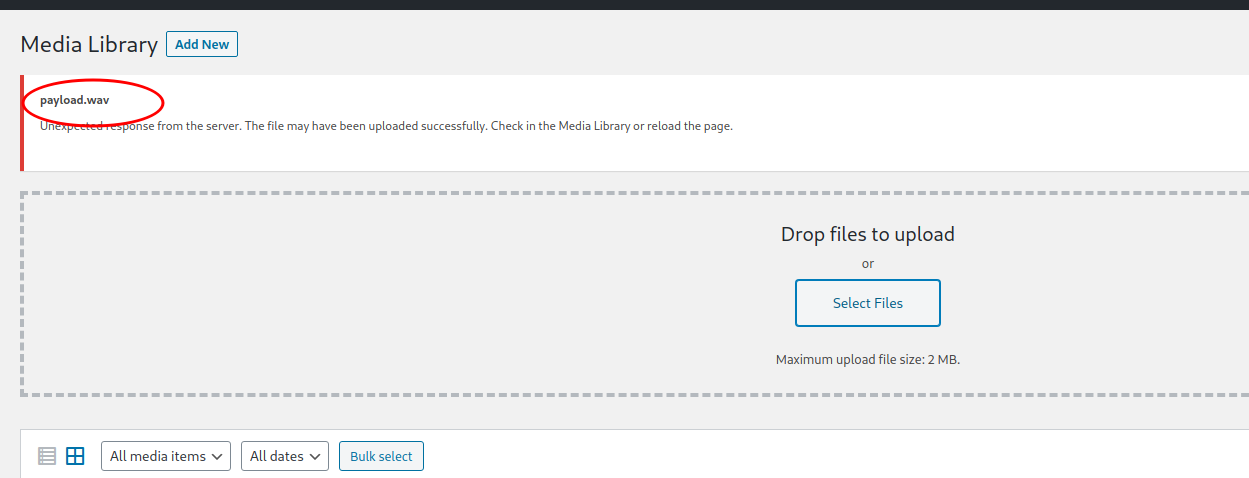 Media Library Add New
payload.wav
Unexpected response from the server. The file may have been uploaded successfully. Check in the Media Library or reload the page.
Drop files to upload
or
Select Files
Maximum upload file size: 2 MB.
All media items All dates Bulk select